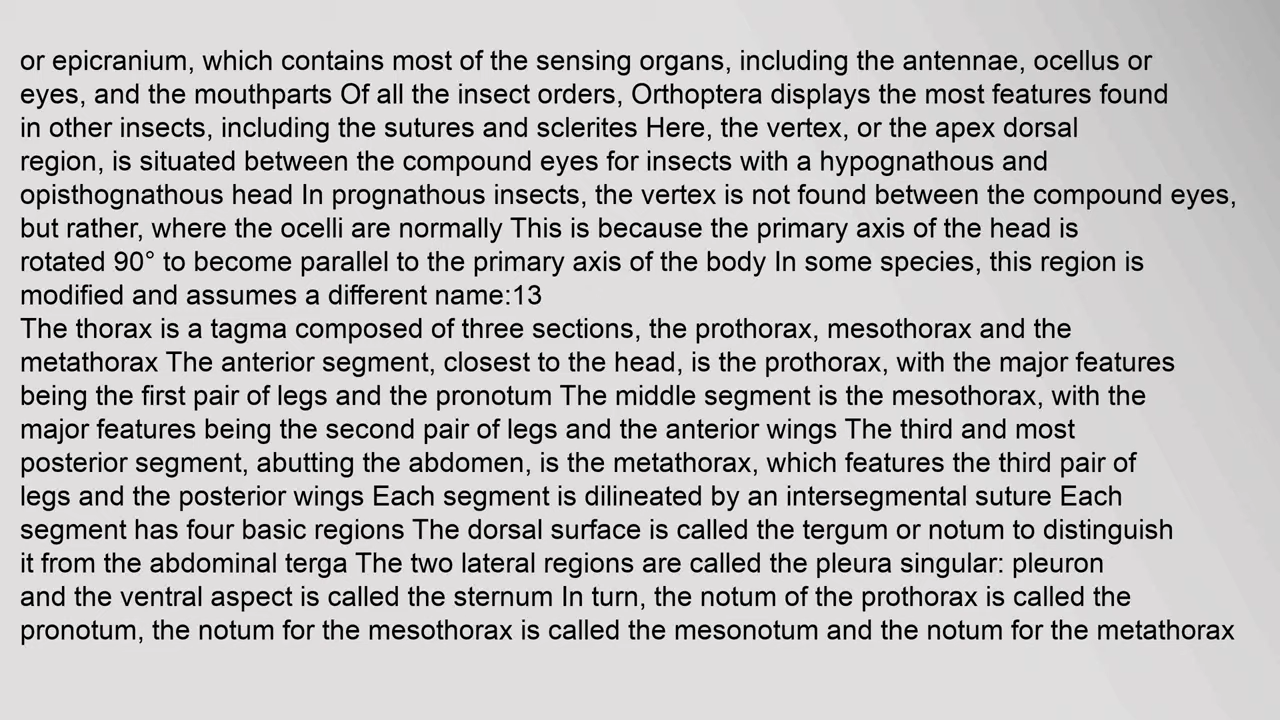 or epicranium, which contains most of the sensing organs, including the antennae, ocellus or
eyes, and the mouthparts Of all the insect orders, Orthoptera displays the most features found
in other insects, including the sutures and sclerites Here, the vertex, or the apex dorsal
region, is situated between the compound eyes for insects with a hypognathous and
opisthognathous head In prognathous insects, the vertex is not found between the compound eyes,
but rather, where the ocelli are normally This is because the primary axis of the head is
rotated 90° to become parallel to the primary axis of the body In some species, this region is
modified and assumes a different name:13
The thorax is a tagma composed of three sections, the prothorax, mesothorax and the
metathorax The anterior segment, closest to the head, is the prothorax, with the major features
being the first pair of legs and the pronotum The middle segment is the mesothorax, with the
major features being the second pair of legs and the anterior wings The third and most
posterior segment, abutting the abdomen, is the metathorax, which features the third pair of
legs and the posterior wings Each segment is dilineated by an intersegmental suture Each
segment has four basic regions The dorsal surface is called the tergum or notum to distinguish
it from the abdominal terga The two lateral regions are called the pleura singular: pleuron
and the ventral aspect is called the sternum In turn, the notum of the prothorax is called the
pronotum, the notum for the mesothorax is called the mesonotum and the notum for the metathorax